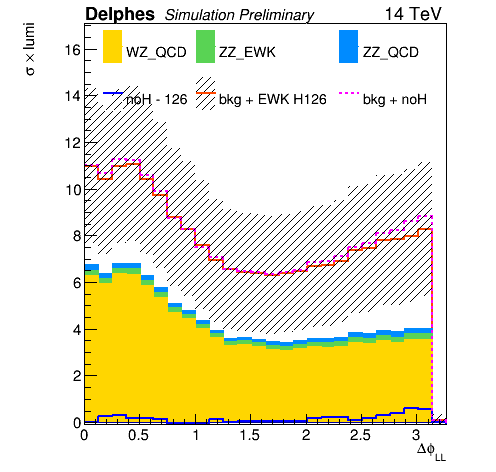 Delphes Simulation Preliminary 14 TeV
σ × lumi
WZ_QCD ZZ_EWK ZZ_QCD
noH - 126 bkg + EWK H126 bkg + noH
16
14
12
10
8
6
4
2
0
0 0.5 1 1.5 2 2.5 3
Δϕ_LL